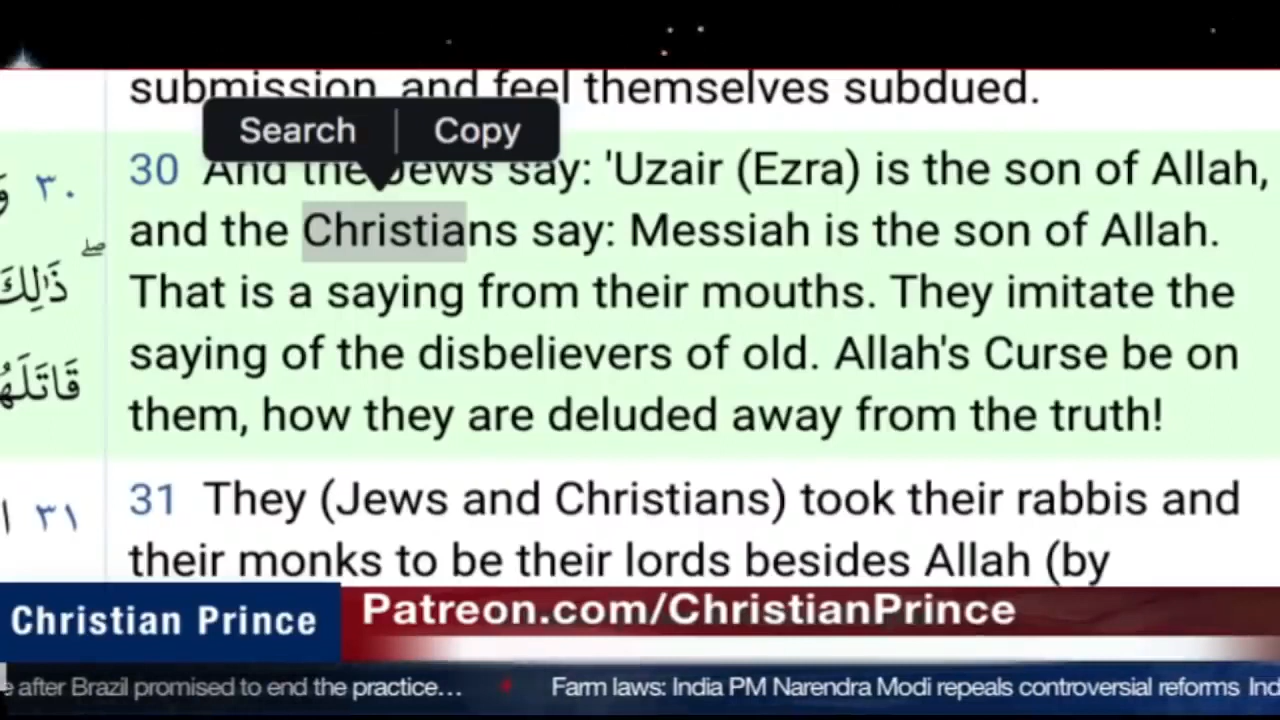 submission, and feel themselves subdued.
Search Copy
30 And the Jews say: 'Uzair (Ezra) is the son of Allah,
and the Christians say: Messiah is the son of Allah.
That is a saying from their mouths. They imitate the
saying of the disbelievers of old. Allah's Curse be on
them, how they are deluded away from the truth!
٣٠
ذَٰلِكَ
31 They (Jews and Christians) took their rabbis and
their monks to be their lords besides Allah (by
٣١
Christian Prince
Patreon.com/ChristianPrince
after Brazil promised to end the practice...
Farm laws: India PM Narendra Modi repeals controversial reforms